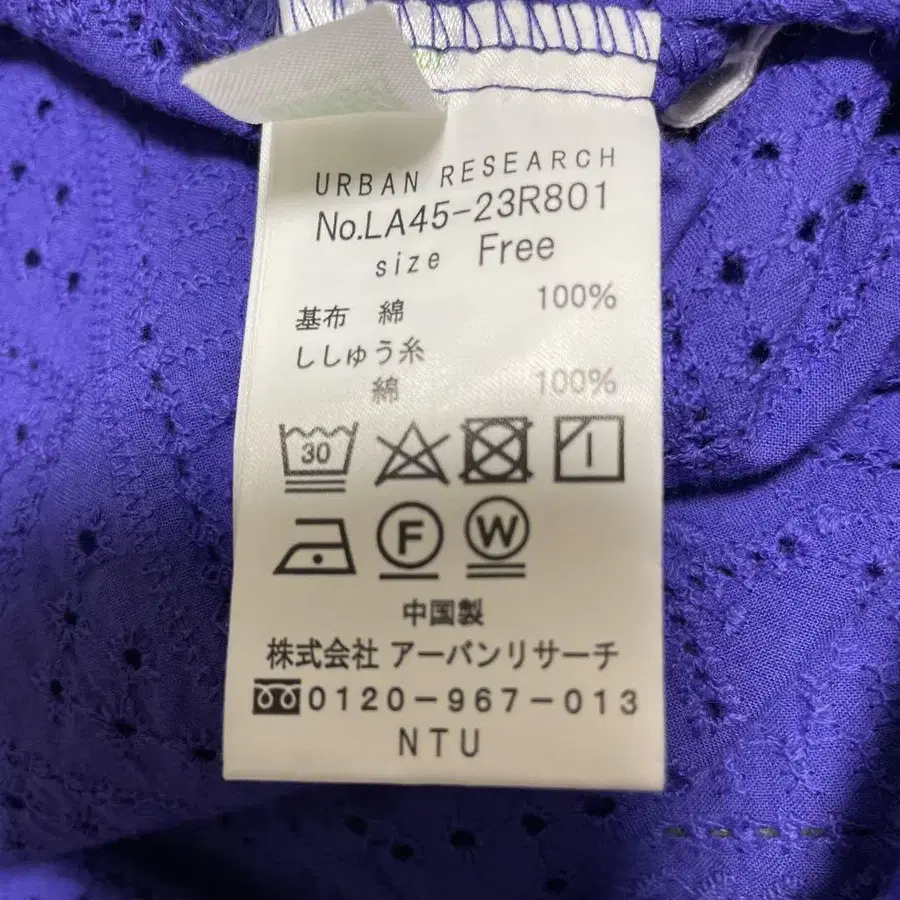 URBAN RESEARCH
No.LA45-23R801
size Free
基布 綿 100%
ししゅう糸
綿 100%
30
F W
中国製
株式会社 アーバンリサーチ
0120-967-013
NTU